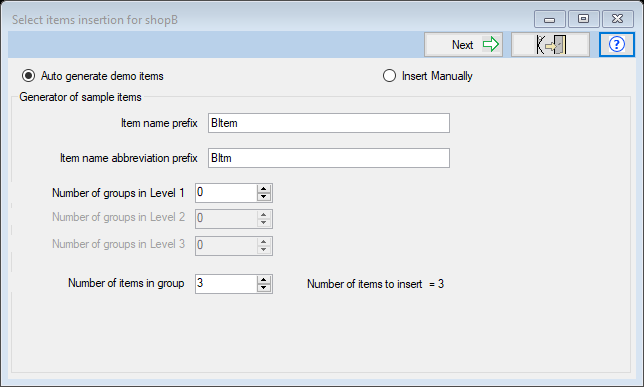 Select items insertion for shopB
Next
?
Auto generate demo items Insert Manually
Generator of sample items
Item name prefix BItem
Item name abbreviation prefix BItm
Number of groups in Level 1 0
Number of groups in Level 2 0
Number of groups in Level 3 0
Number of items in group 3 Number of items to insert = 3